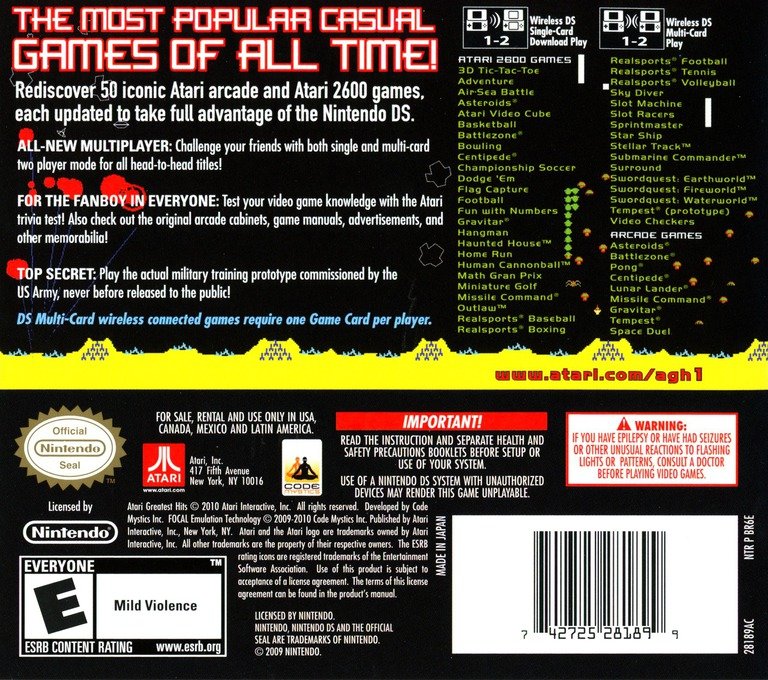 THE MOST POPULAR CASUAL
GAMES OF ALL TIME!
Rediscover 50 iconic Atari arcade and Atari 2600 games,
each updated to take full advantage of the Nintendo DS.
ALL-NEW MULTIPLAYER: Challenge your friends with both single and multi-card
two player mode for all head-to-head titles!
FOR THE FANBOY IN EVERYONE: Test your video game knowledge with the Atari
trivia test! Also check out the original arcade cabinets, game manuals, advertisements, and
other memorabilia!
TOP SECRET: Play the actual military training prototype commissioned by the
US Army, never before released to the public!
DS Multi-Card wireless connected games require one Game Card per player.
1-2
Wireless DS
Single-Card
Download Play
1-2
Wireless DS
Multi-Card
Play
ATARI 2600 GAMES
3D Tic-Tac-Toe
Adventure
Air-Sea Battle
Asteroids®
Atari Video Cube
Basketball
Battlezone®
Bowling
Centipede®
Championship Soccer
Dodge 'Em
Flag Capture
Football
Fun with Numbers
Gravitar®
Hangman
Haunted House™
Home Run
Human Cannonball™
Math Gran Prix
Miniature Golf
Missile Command®
Outlaw™
Realsports® Baseball
Realsports® Boxing
Realsports® Football
Realsports® Tennis
Realsports® Volleyball
Sky Diver
Slot Machine
Slot Racers
Sprintmaster
Star Ship
Stellar Track™
Submarine Commander™
Surround
Swordquest: Earthworld™
Swordquest: Fireworld™
Swordquest: Waterworld™
Tempest® (prototype)
Video Checkers
ARCADE GAMES
Asteroids®
Battlezone®
Pong®
Centipede®
Lunar Lander®
Missile Command®
Gravitar®
Tempest®
Space Duel
www.atari.com/agh1
Official
Nintendo
Seal
TM
FOR SALE, RENTAL AND USE ONLY IN USA,
CANADA, MEXICO AND LATIN AMERICA.
ATARI
www.atari.com
Atari, Inc.
417 Fifth Avenue
New York, NY 10016
CODE
MYSTICS
IMPORTANT!
READ THE INSTRUCTION AND SEPARATE HEALTH AND
SAFETY PRECAUTIONS BOOKLETS BEFORE SETUP OR
USE OF YOUR SYSTEM.
USE OF A NINTENDO DS SYSTEM WITH UNAUTHORIZED
DEVICES MAY RENDER THIS GAME UNPLAYABLE.
WARNING:
IF YOU HAVE EPILEPSY OR HAVE HAD SEIZURES
OR OTHER UNUSUAL REACTIONS TO FLASHING
LIGHTS OR PATTERNS, CONSULT A DOCTOR
BEFORE PLAYING VIDEO GAMES.
Licensed by
Nintendo®
Atari Greatest Hits © 2010 Atari Interactive, Inc. All rights reserved. Developed by Code
Mystics Inc. FOCAL Emulation Technology © 2009-2010 Code Mystics Inc. Published by Atari
Interactive, Inc., New York, NY. Atari and the Atari logo are trademarks owned by Atari
Interactive, Inc. All other trademarks are the property of their respective owners. The ESRB
rating icons are registered trademarks of the Entertainment
Software Association. Use of this product is subject to
acceptance of a license agreement. The terms of this license
agreement can be found in the product's manual.
LICENSED BY NINTENDO.
NINTENDO, NINTENDO DS AND THE OFFICIAL
SEAL ARE TRADEMARKS OF NINTENDO.
© 2009 NINTENDO.
EVERYONE
TM
E
Mild Violence
ESRB CONTENT RATING www.esrb.org
MADE IN JAPAN
7 42725 28189 9
NTR P BR6E
28189AC